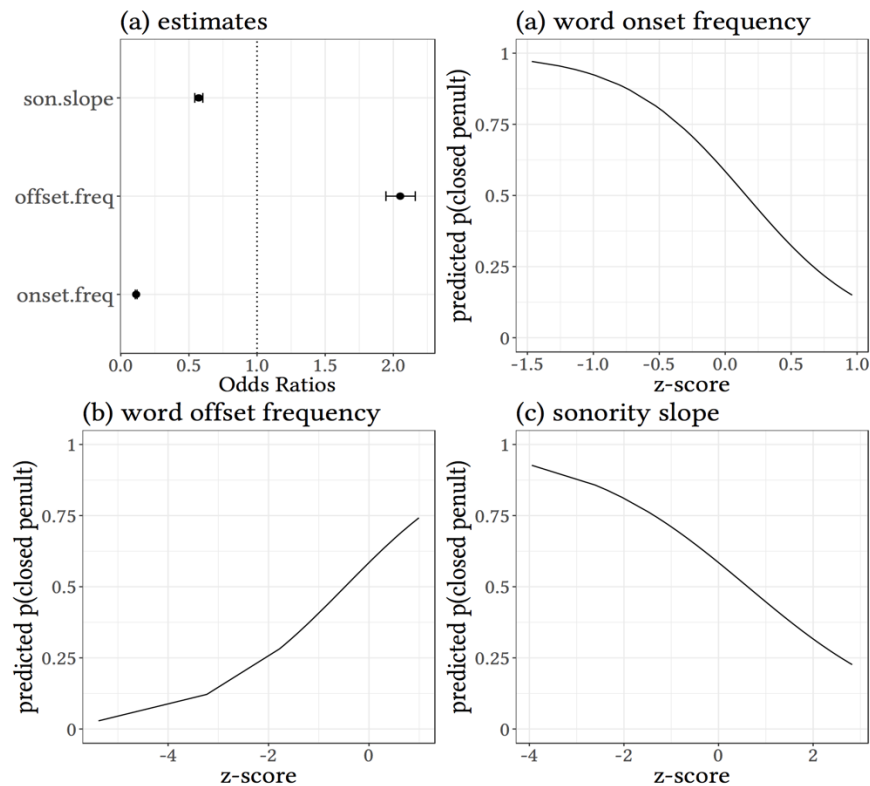 (a) estimates
son.slope
offset.freq
onset.freq
0.0 0.5 1.0 1.5 2.0
Odds Ratios
(a) word onset frequency
predicted p(closed penult)
1
0.75
0.5
0.25
0
-1.5 -1.0 -0.5 0.0 0.5 1.0
z-score
(b) word offset frequency
predicted p(closed penult)
1
0.75
0.5
0.25
0
-4 -2 0
z-score
(c) sonority slope
predicted p(closed penult)
1
0.75
0.5
0.25
0
-4 -2 0 2
z-score